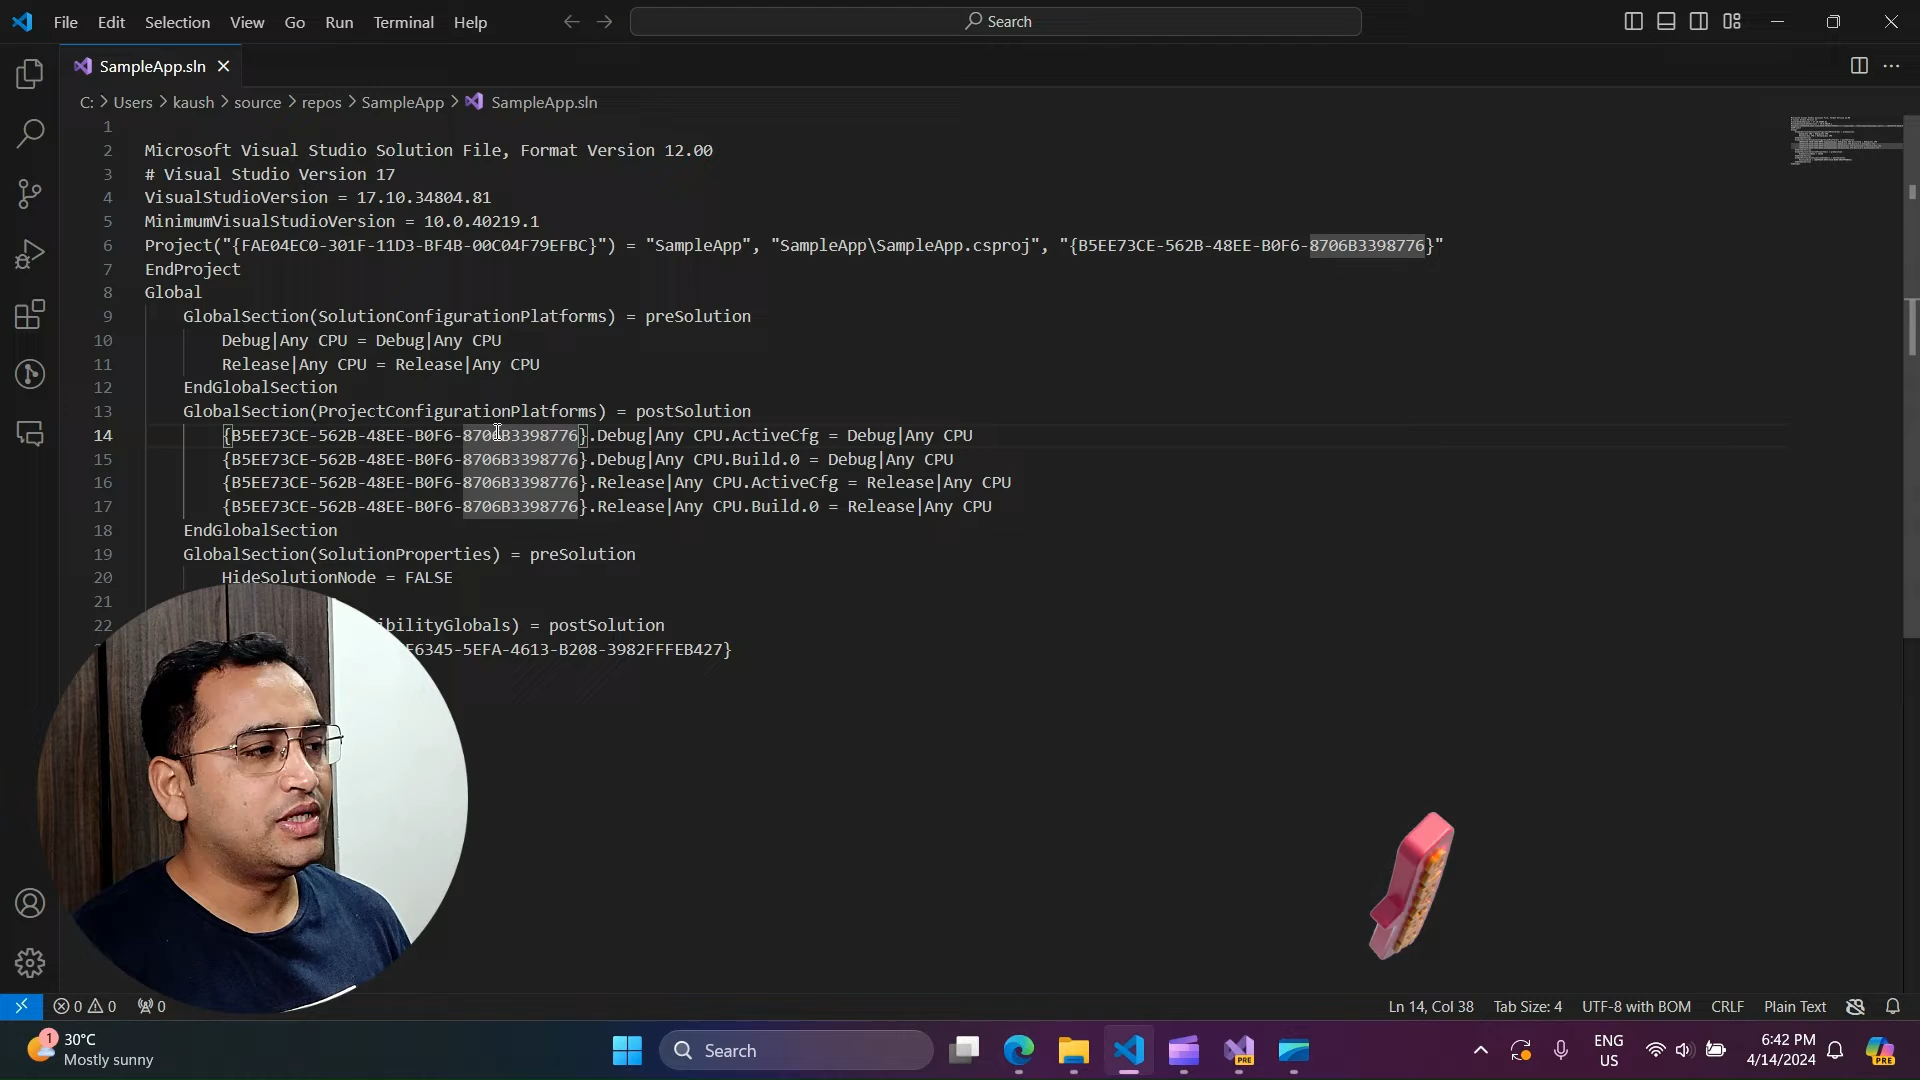 File Edit Selection View Go Run Terminal Help Search
SampleApp.sln
C: Users kaush source repos SampleApp SampleApp.sln
1
2 Microsoft Visual Studio Solution File, Format Version 12.00
3 # Visual Studio Version 17
4 VisualStudioVersion = 17.10.34804.81
5 MinimumVisualStudioVersion = 10.0.40219.1
6 Project("{FAE04EC0-301F-11D3-BF4B-00C04F79EFBC}") = "SampleApp", "SampleApp\SampleApp.csproj", "{B5EE73CE-562B-48EE-B0F6-8706B3398776}"
7 EndProject
8 Global
9 GlobalSection(SolutionConfigurationPlatforms) = preSolution
10 Debug|Any CPU = Debug|Any CPU
11 Release|Any CPU = Release|Any CPU
12 EndGlobalSection
13 GlobalSection(ProjectConfigurationPlatforms) = postSolution
14 {B5EE73CE-562B-48EE-B0F6-8706B3398776}.Debug|Any CPU.ActiveCfg = Debug|Any CPU
15 {B5EE73CE-562B-48EE-B0F6-8706B3398776}.Debug|Any CPU.Build.0 = Debug|Any CPU
16 {B5EE73CE-562B-48EE-B0F6-8706B3398776}.Release|Any CPU.ActiveCfg = Release|Any CPU
17 {B5EE73CE-562B-48EE-B0F6-8706B3398776}.Release|Any CPU.Build.0 = Release|Any CPU
18 EndGlobalSection
19 GlobalSection(SolutionProperties) = preSolution
20 HideSolutionNode = FALSE
21
22 ibilityGlobals) = postSolution
6345-5EFA-4613-B208-3982FFFEB427}
0 0 0 Ln 14, Col 38 Tab Size: 4 UTF-8 with BOM CRLF Plain Text
1 30°C
Mostly sunny
Search
PRE
ENG
US
6:42 PM
4/14/2024
PRE